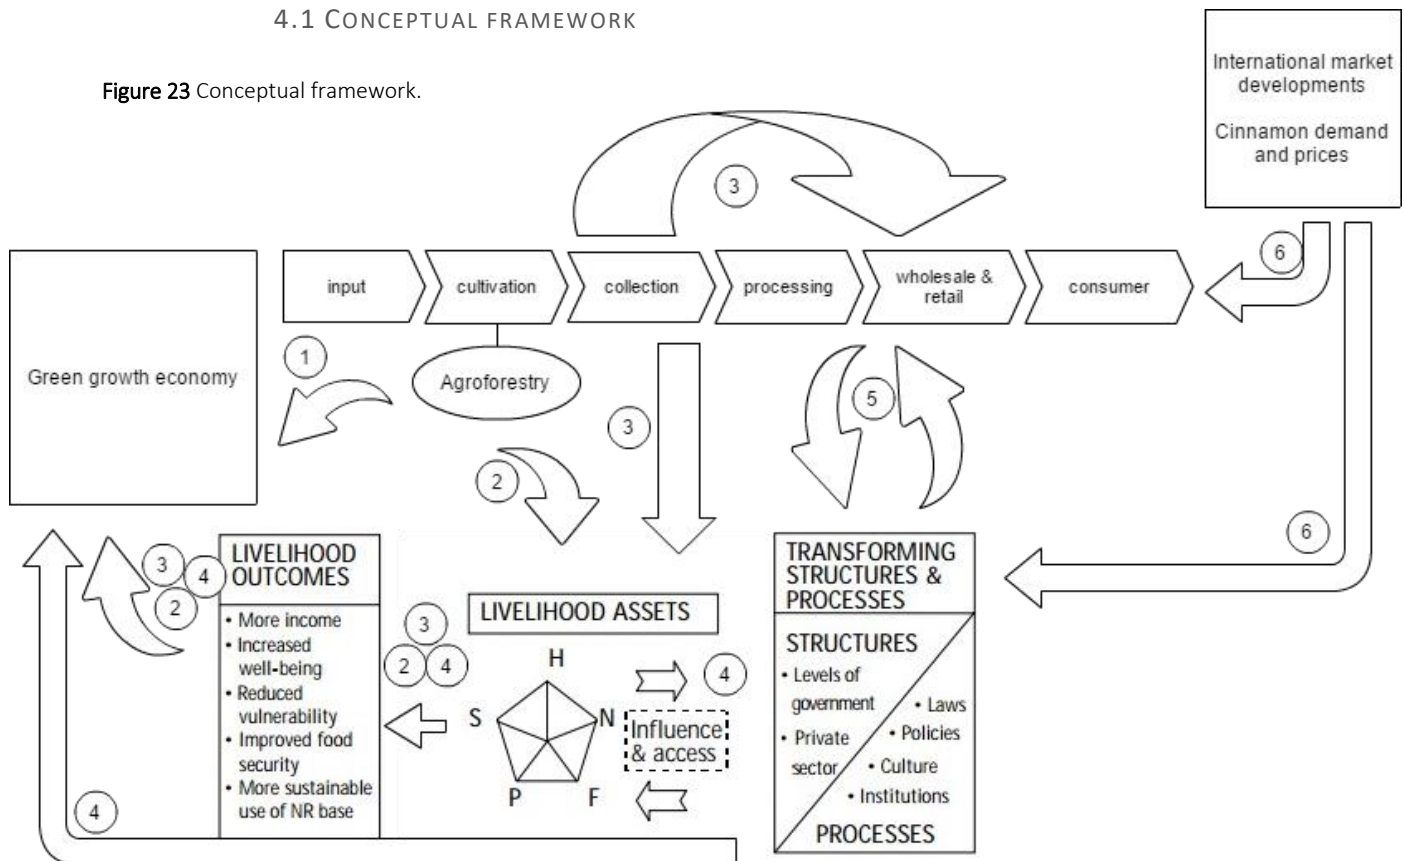 4.1 CONCEPTUAL FRAMEWORK
Figure 23 Conceptual framework.
International market
developments
Cinnamon demand
and prices
3
6
input
cultivation
collection
processing
wholesale &
retail
consumer
Green growth economy
1
Agroforestry
2
3
5
6
3
4
2
LIVELIHOOD
OUTCOMES
• More income
• Increased
well-being
• Reduced
vulnerability
• Improved food
security
• More sustainable
use of NR base
3
2
4
LIVELIHOOD ASSETS
H
S
N
P
F
4
Influence
& access
TRANSFORMING
STRUCTURES &
PROCESSES
STRUCTURES
• Levels of
government
• Private
sector
• Laws
• Policies
• Culture
• Institutions
PROCESSES
4